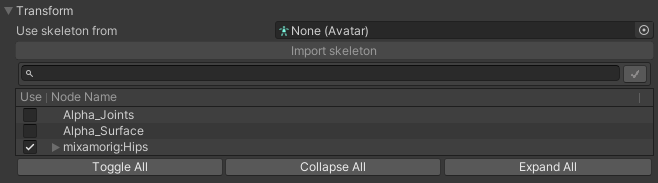 Transform
Use skeleton from None (Avatar)
Import skeleton
Use Node Name
Alpha_Joints
Alpha_Surface
mixamorig:Hips
Toggle All Collapse All Expand All